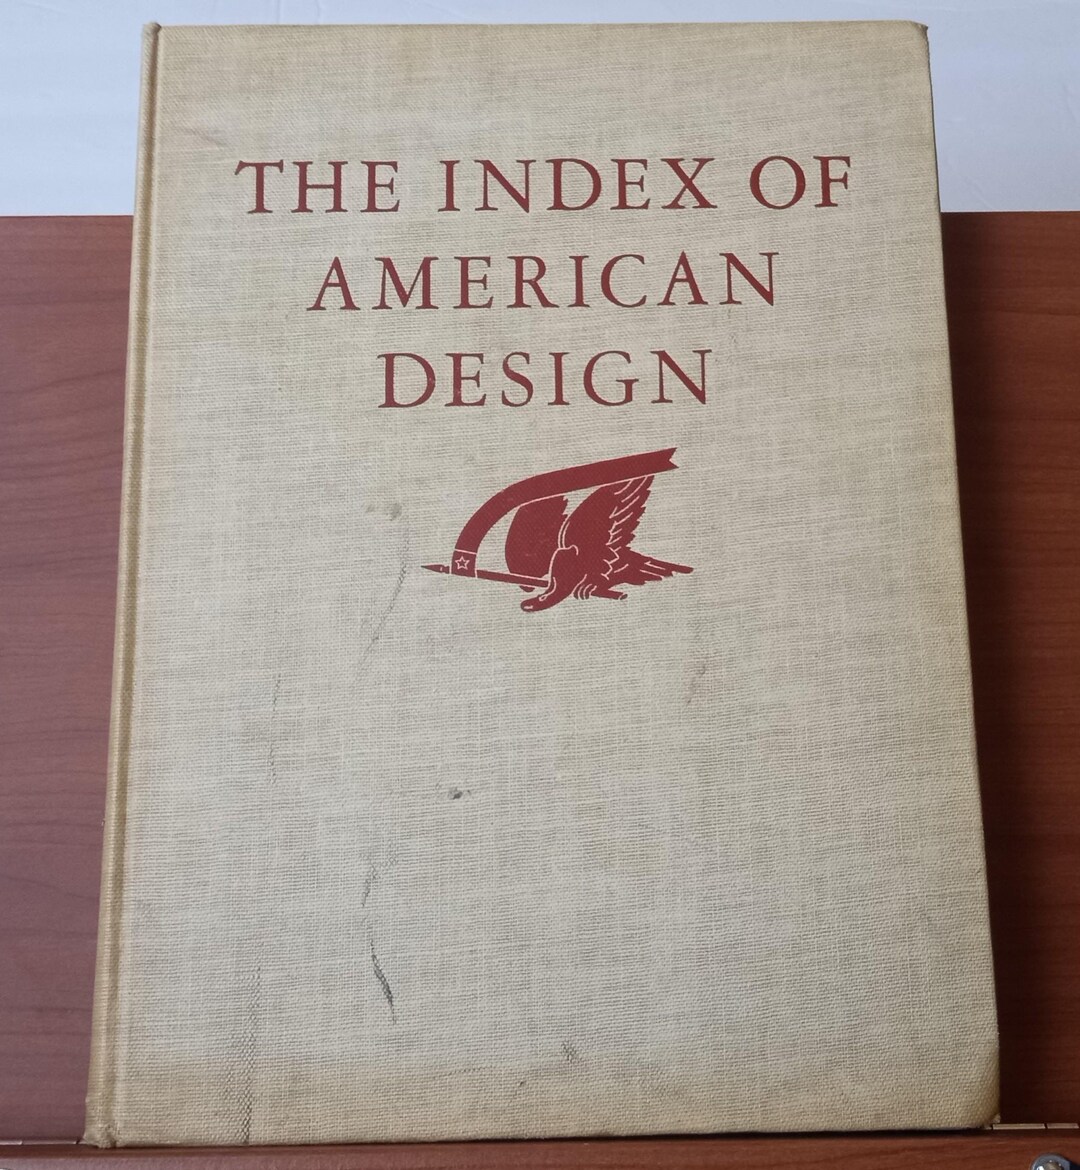 THE INDEX OF
AMERICAN
DESIGN